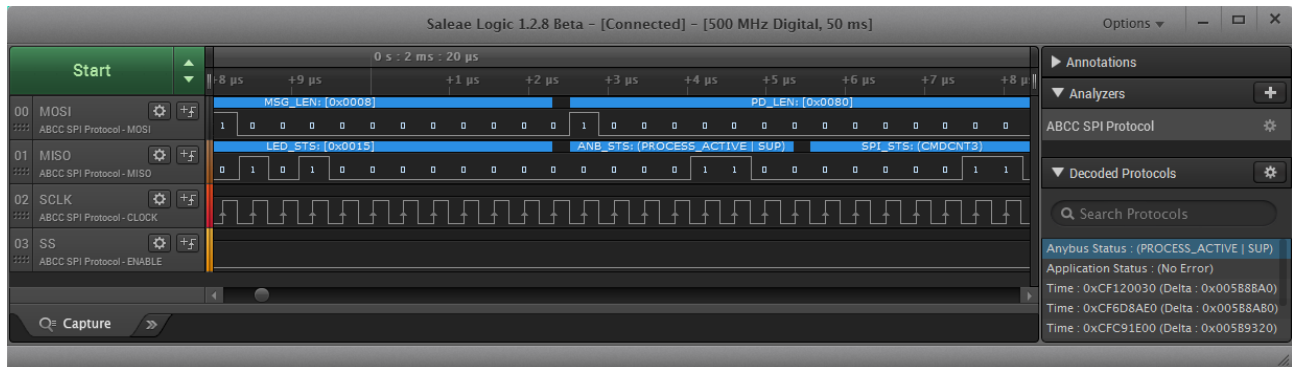 Saleae Logic 1.2.8 Beta - [Connected] - [500 MHz Digital, 50 ms]
Options
Start
0 s : 2 ms : 20 µs
+8 µs +9 µs +1 µs +2 µs +3 µs +4 µs +5 µs +6 µs +7 µs
00 MOSI
ABCC SPI Protocol - MOSI
MSG_LEN: [0x0008] PD_LEN: [0x0080]
1 0 0 0 0 0 0 0 0 0 0 0 1 0 0 0 0 0 0 0 0 0 0 0 0 0 0
01 MISO
ABCC SPI Protocol - MISO
LED_STS: [0x0015] ANB_STS: (PROCESS_ACTIVE | SUP) SPI_STS: (CMDCNT3)
0 1 0 1 0 0 0 0 0 0 0 0 0 0 0 0 1 1 0 0 0 0 0 0 0 1 1
02 SCLK
ABCC SPI Protocol - CLOCK
03 SS
ABCC SPI Protocol - ENABLE
Capture
Annotations
Analyzers
ABCC SPI Protocol
Decoded Protocols
Search Protocols
Anybus Status : (PROCESS_ACTIVE | SUP)
Application Status : (No Error)
Time : 0xCF120030 (Delta : 0x005B8BA0)
Time : 0xCF6D8AE0 (Delta : 0x005B8AB0)
Time : 0xCFC91E00 (Delta : 0x005B9320)